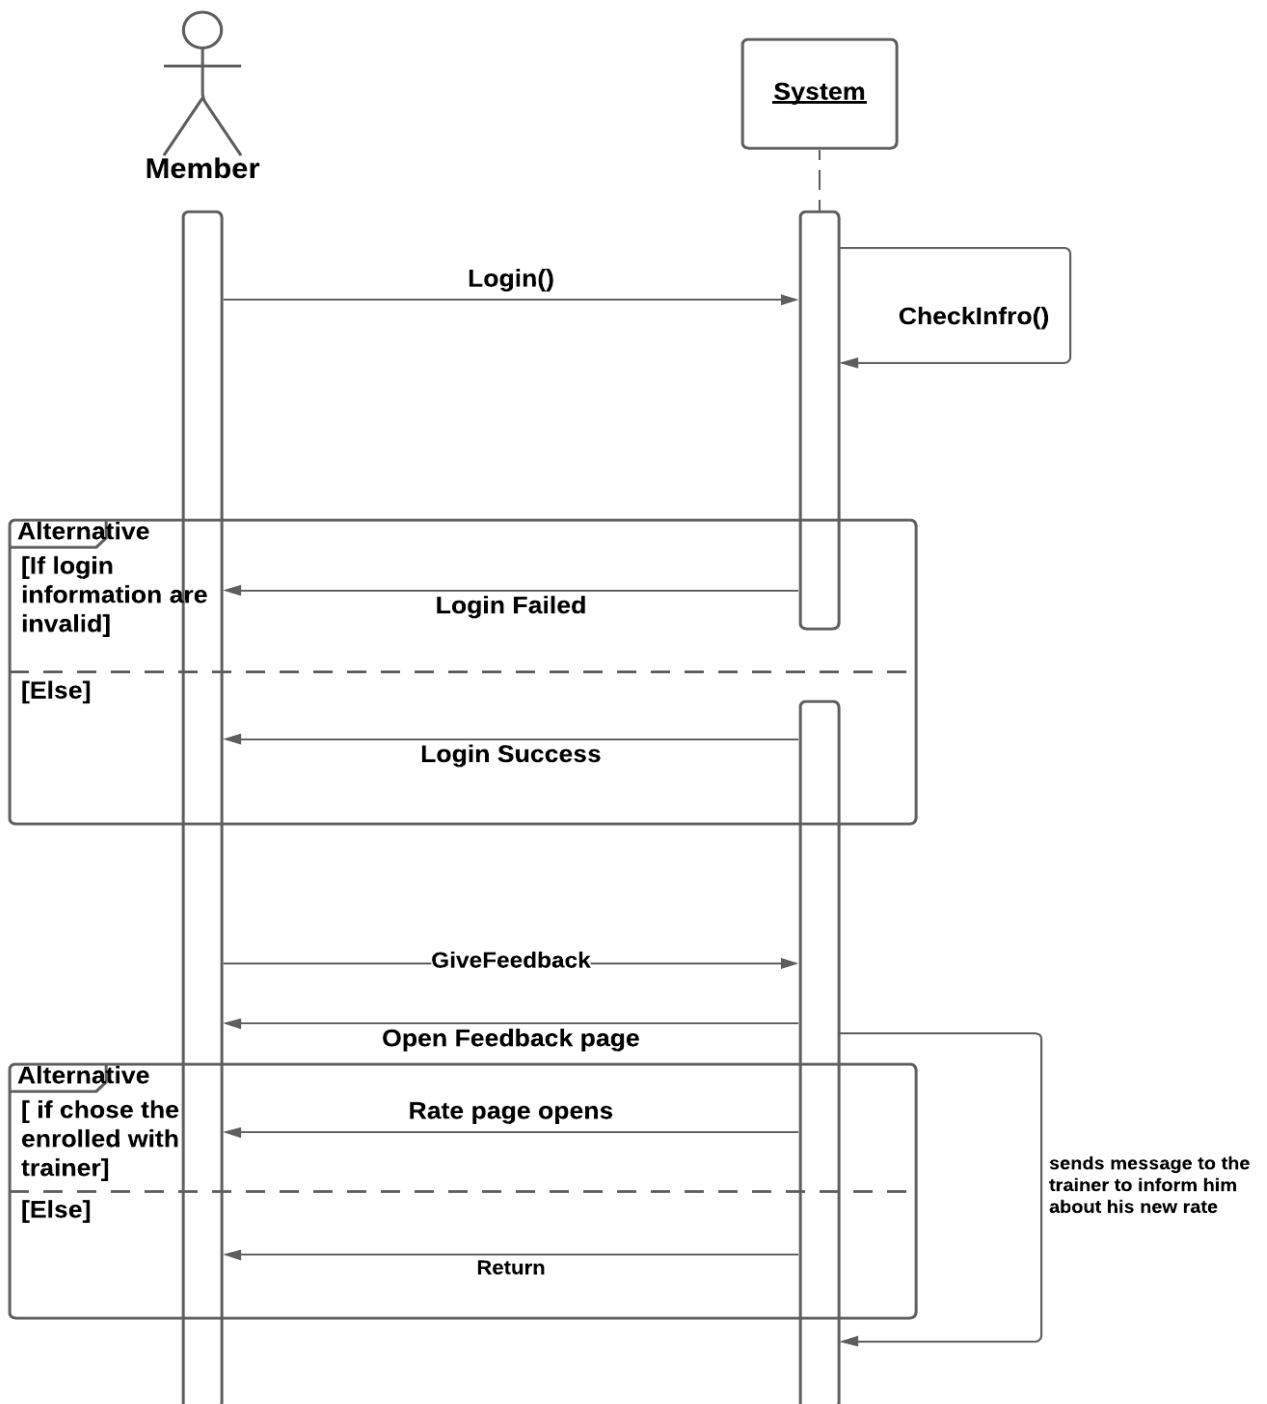 System
Member
Login()
CheckInfro()
Alternative
[If login
information are
invalid]
Login Failed
[Else]
Login Success
GiveFeedback
Open Feedback page
Alternative
[ if chose the
enrolled with
trainer]
Rate page opens
sends message to the
trainer to inform him
about his new rate
[Else]
Return